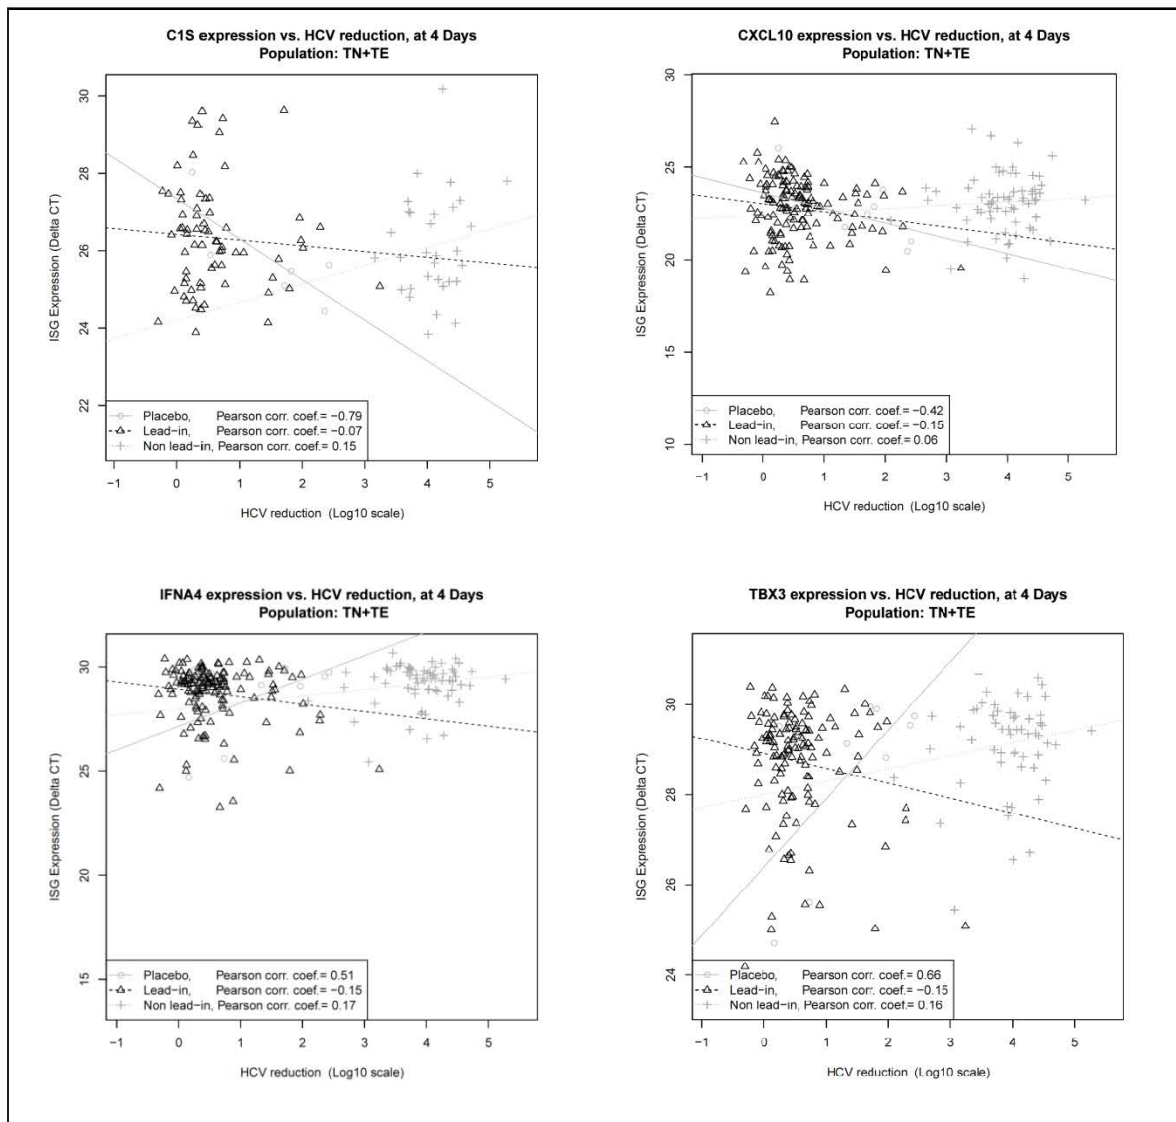 C1S expression vs. HCV reduction, at 4 Days
Population: TN+TE
ISG Expression (Delta CT)
30
28
26
24
22
Placebo, Pearson corr. coef.= −0.79
Lead−in, Pearson corr. coef.= −0.07
Non lead−in, Pearson corr. coef.= 0.15
−1 0 1 2 3 4 5
HCV reduction (Log10 scale)
CXCL10 expression vs. HCV reduction, at 4 Days
Population: TN+TE
ISG Expression (Delta CT)
30
25
20
15
10
Placebo, Pearson corr. coef.= −0.42
Lead−in, Pearson corr. coef.= −0.15
Non lead−in, Pearson corr. coef.= 0.06
−1 0 1 2 3 4 5
HCV reduction (Log10 scale)
IFNA4 expression vs. HCV reduction, at 4 Days
Population: TN+TE
ISG Expression (Delta CT)
30
25
20
15
Placebo, Pearson corr. coef.= 0.51
Lead−in, Pearson corr. coef.= −0.15
Non lead−in, Pearson corr. coef.= 0.17
−1 0 1 2 3 4 5
HCV reduction (Log10 scale)
TBX3 expression vs. HCV reduction, at 4 Days
Population: TN+TE
ISG Expression (Delta CT)
30
28
26
24
Placebo, Pearson corr. coef.= 0.66
Lead−in, Pearson corr. coef.= −0.15
Non lead−in, Pearson corr. coef.= 0.16
−1 0 1 2 3 4 5
HCV reduction (Log10 scale)